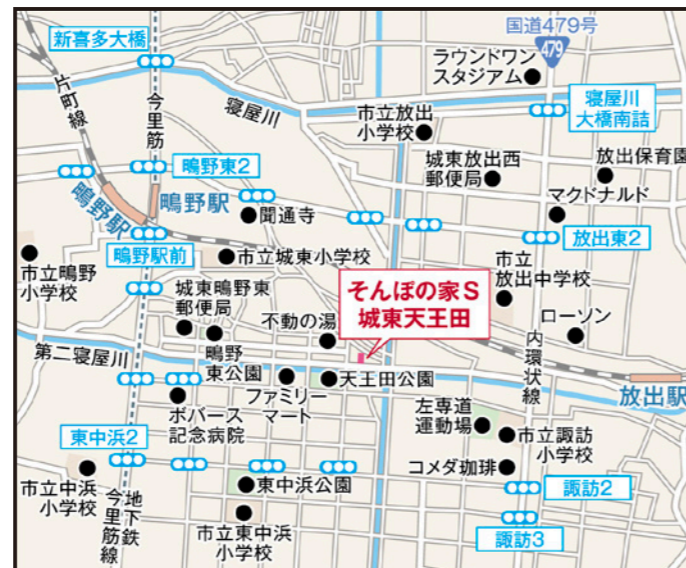 国道479号
479
新喜多大橋
ラウンドワン
スタジアム
片町線
今里筋
寝屋川
寝屋川
大橋南詰
市立放出
小学校
鴫野東2
城東放出西
郵便局
放出保育園
鴫野駅
鴫野駅
聞通寺
マクドナルド
放出東2
鴫野駅前
市立城東小学校
市立鴫野
小学校
市立
放出中学校
城東鴫野東
郵便局
不動の湯
そんぽの家S
城東天王田
ローソン
第二寝屋川
鴫野
東公園
内環状線
ファミリー
マート
天王田公園
放出駅
ボバース
記念病院
左専道
運動場
東中浜2
市立諏訪
小学校
コメダ珈琲
市立中浜
小学校
東中浜公園
諏訪2
地下鉄
今里筋線
市立東中浜
小学校
諏訪3